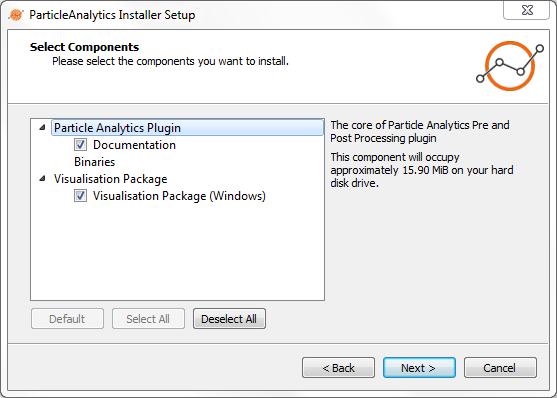 ParticleAnalytics Installer Setup
Select Components
Please select the components you want to install.
Particle Analytics Plugin
Documentation
Binaries
Visualisation Package
Visualisation Package (Windows)
The core of Particle Analytics Pre and
Post Processing plugin
This component will occupy
approximately 15.90 MiB on your hard
disk drive.
Default
Select All
Deselect All
< Back
Next >
Cancel